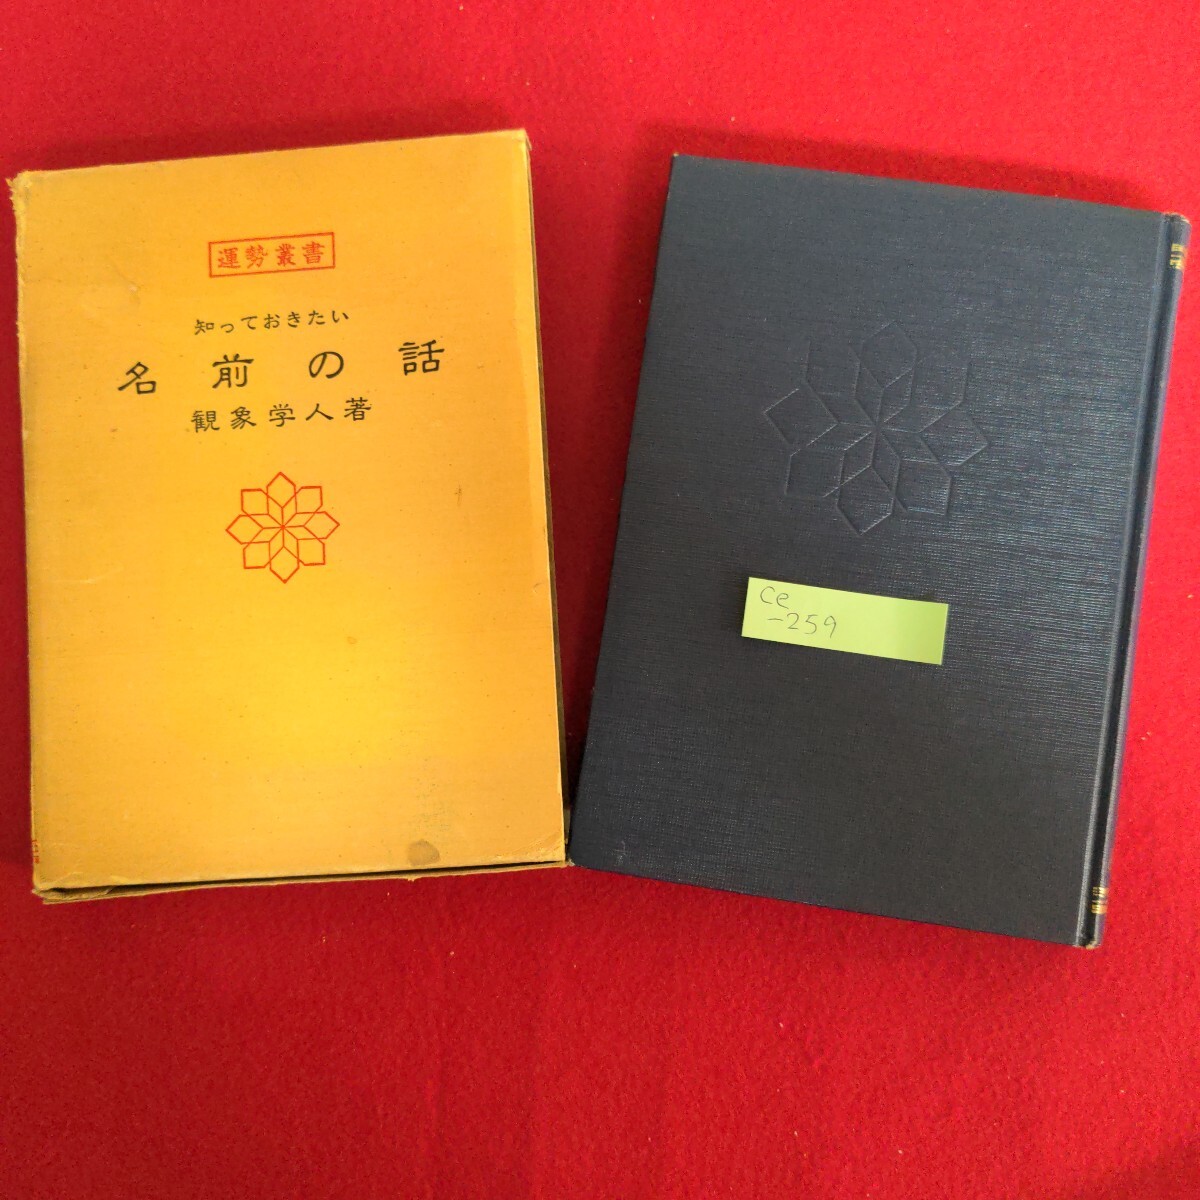 運勢叢書
知っておきたい
名前の話
観象学人著
ce
-259